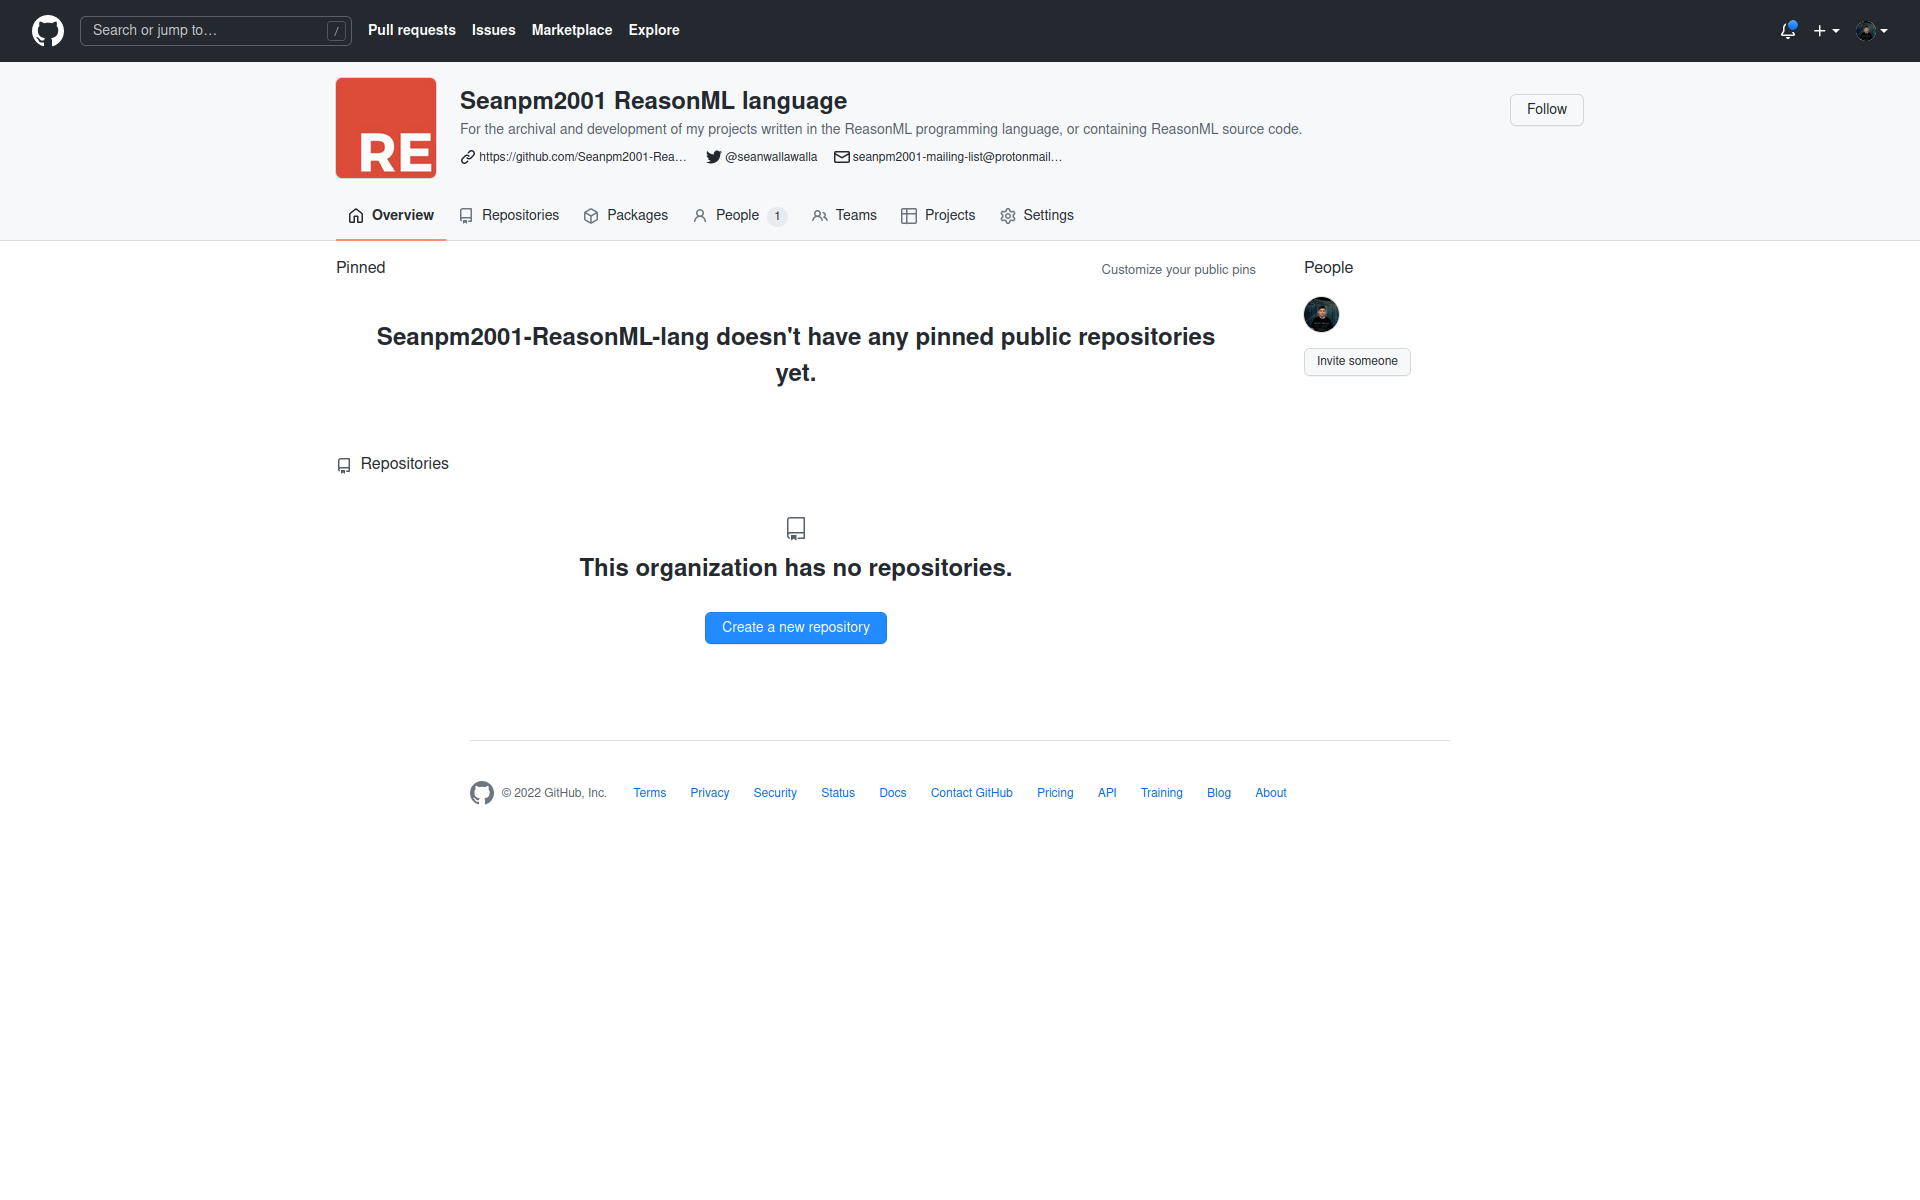 Search or jump to… /
Pull requests
Issues
Marketplace
Explore
RE
Seanpm2001 ReasonML language
For the archival and development of my projects written in the ReasonML programming language, or containing ReasonML source code.
https://github.com/Seanpm2001-Rea… @seanwallawalla seanpm2001-mailing-list@protonmail…
Follow
Overview
Repositories
Packages
People 1
Teams
Projects
Settings
Pinned
Customize your public pins
Seanpm2001-ReasonML-lang doesn't have any pinned public repositories
yet.
Repositories
This organization has no repositories.
Create a new repository
People
Invite someone
© 2022 GitHub, Inc.
Terms
Privacy
Security
Status
Docs
Contact GitHub
Pricing
API
Training
Blog
About